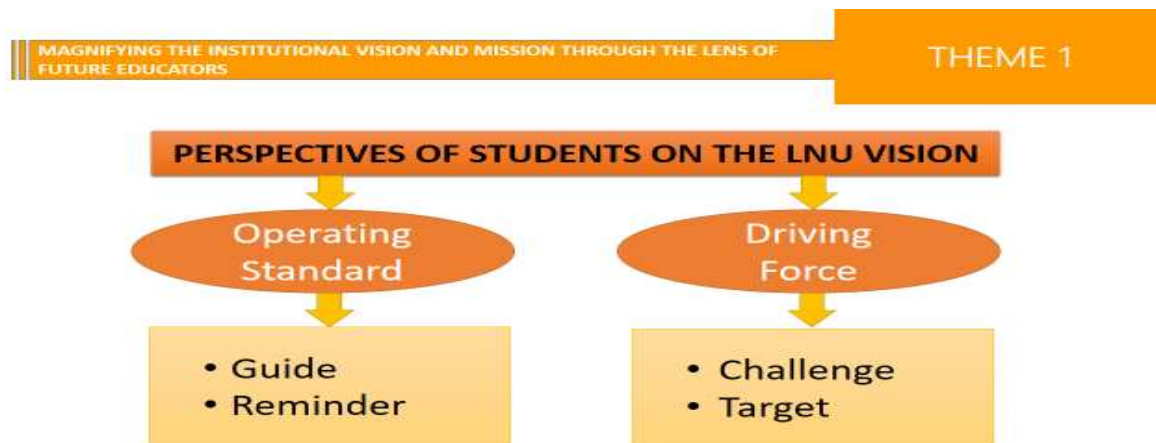 MAGNIFYING THE INSTITUTIONAL VISION AND MISSION THROUGH THE LENS OF
FUTURE EDUCATORS
THEME 1
PERSPECTIVES OF STUDENTS ON THE LNU VISION
Operating
Standard
• Guide
• Reminder
Driving
Force
• Challenge
• Target